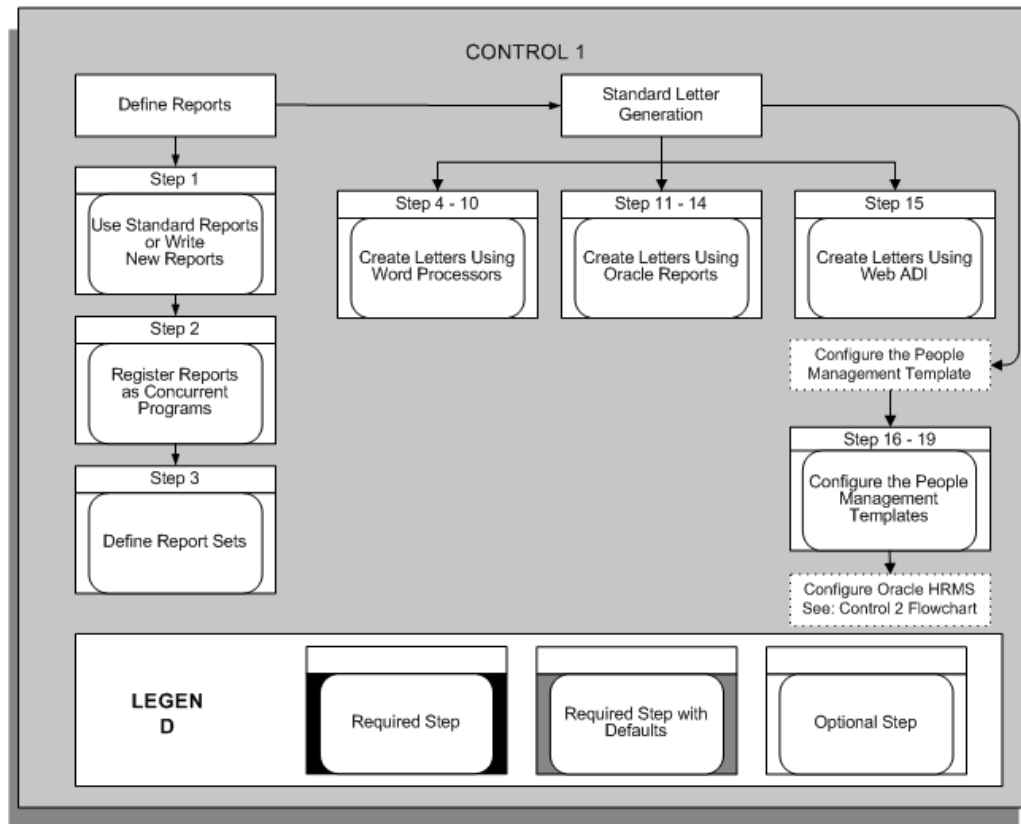 CONTROL 1
Define Reports
Standard Letter
Generation
Step 1
Use Standard Reports
or Write
New Reports
Step 2
Register Reports
as Concurrent
Programs
Step 3
Define Report Sets
Step 4 - 10
Create Letters Using
Word Processors
Step 11 - 14
Create Letters Using
Oracle Reports
Step 15
Create Letters Using
Web ADI
Configure the People
Management Template
Step 16 - 19
Configure the People
Management
Templates
Configure Oracle HRMS
See: Control 2 Flowchart
LEGEN
D
Required Step
Required Step with
Defaults
Optional Step